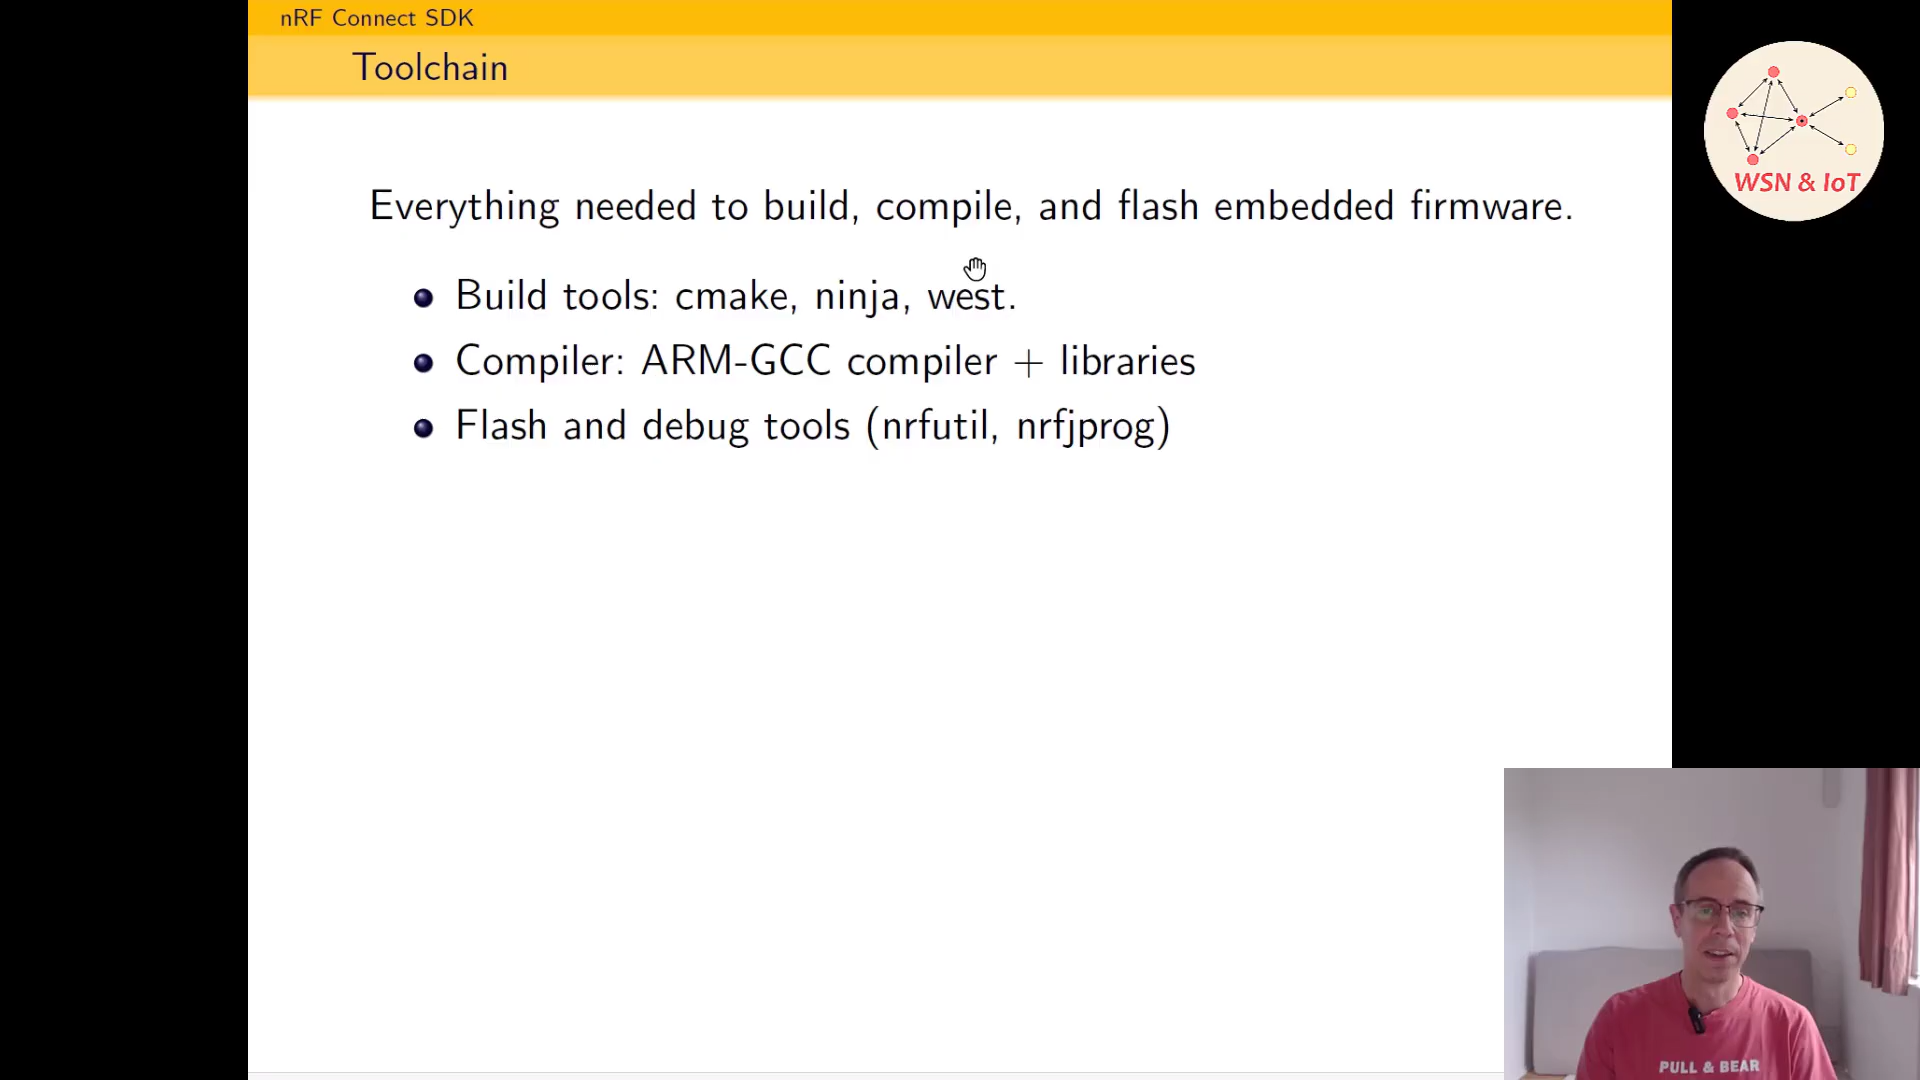 nRF Connect SDK
Toolchain
Everything needed to build, compile, and flash embedded firmware.
Build tools: cmake, ninja, west.
Compiler: ARM-GCC compiler + libraries
Flash and debug tools (nrfutil, nrfjprog)
WSN & IoT
PULL & BEAR